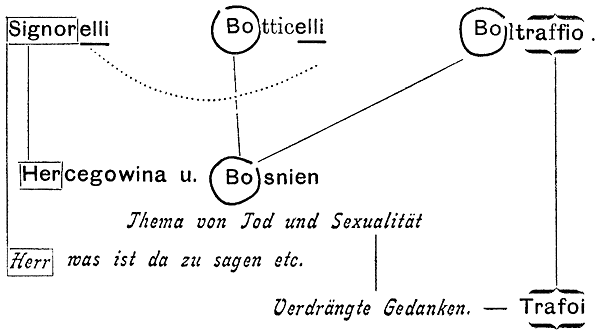 Signorelli Botticelli Boltraffio.
Hercegowina u. Bosnien
Thema von Tod und Sexualität
Herr was ist da zu sagen etc.
Verdrängte Gedanken. — Trafoi